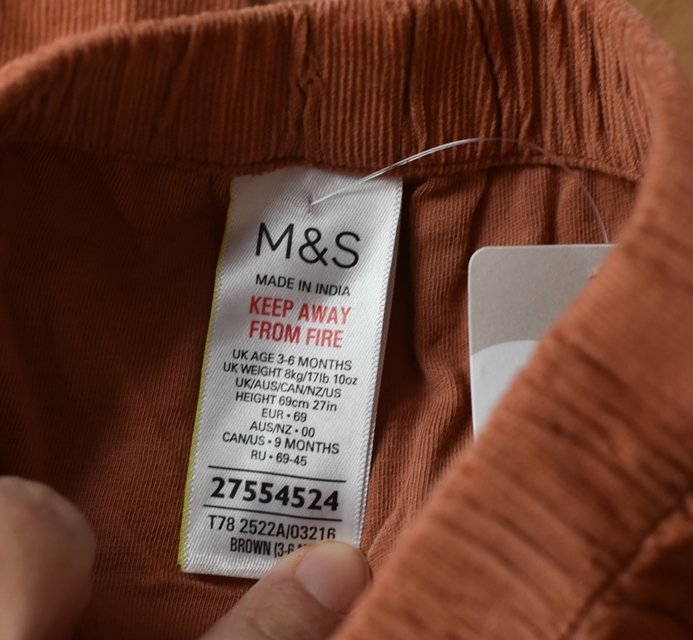 M&S
MADE IN INDIA
KEEP AWAY
FROM FIRE
UK AGE 3-6 MONTHS
UK WEIGHT 8kg/17lb 10oz
UK/AUS/CAN/NZ/US
HEIGHT 69cm 27in
EUR • 69
AUS/NZ • 00
CAN/US • 9 MONTHS
RU • 69-45
27554524
T78 2522A/03216
BROWN (3-6